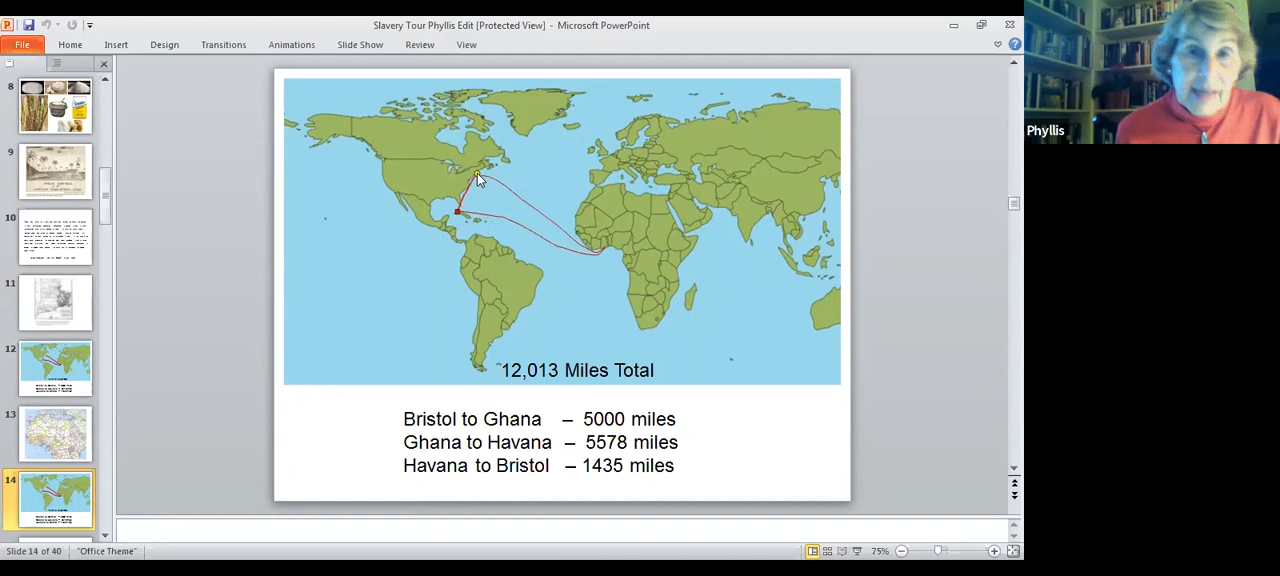 Slavery Tour Phyllis Edit [Protected View] – Microsoft PowerPoint
File Home Insert Design Transitions Animations Slide Show Review View
Phyllis
8
9
10
11
12
13
14
12,013 Miles Total
Bristol to Ghana – 5000 miles
Ghana to Havana – 5578 miles
Havana to Bristol – 1435 miles
Slide 14 of 40 "Office Theme" 75%